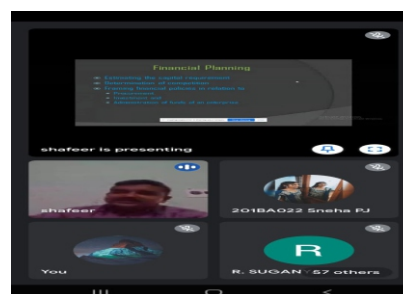 Financial Planning
Estimating the capital requirement
Determination of
Framing financial policies in relation to
shafeer is presenting
shafeer
201BA022 Sneha PJ
You
R
R. SUGAN
57 others